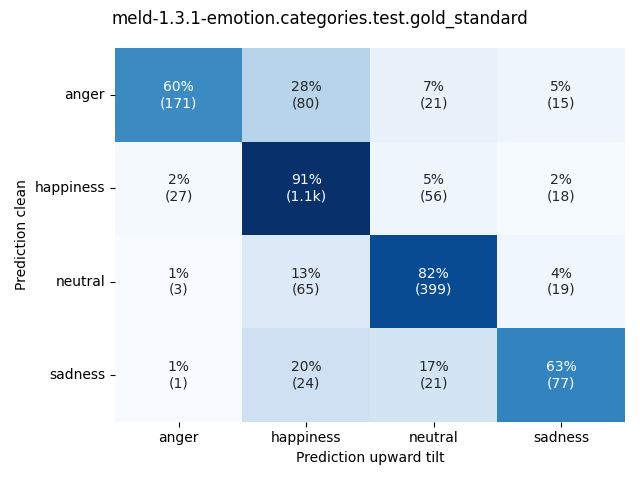 meld-1.3.1-emotion.categories.test.gold_standard
anger
60%
(171)
28%
(80)
7%
(21)
5%
(15)
happiness
2%
(27)
91%
(1.1k)
5%
(56)
2%
(18)
neutral
1%
(3)
13%
(65)
82%
(399)
4%
(19)
sadness
1%
(1)
20%
(24)
17%
(21)
63%
(77)
Prediction clean
anger
happiness
neutral
sadness
Prediction upward tilt